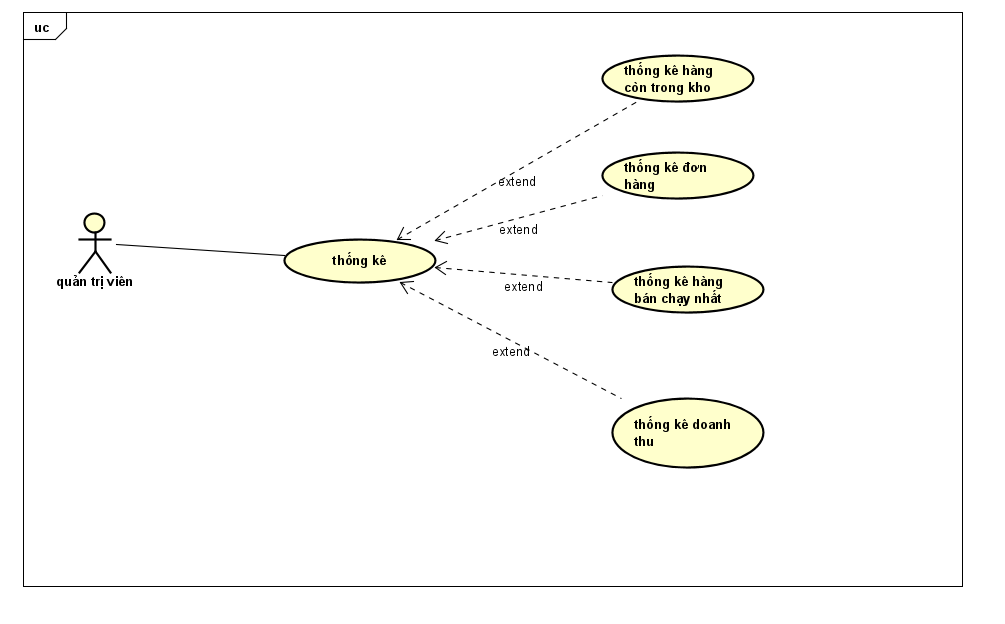 uc
thống kê hàng
còn trong kho
extend
thống kê đơn
hàng
extend
quản trị viên
thống kê
extend
thống kê hàng
bán chạy nhất
extend
thống kê doanh
thu